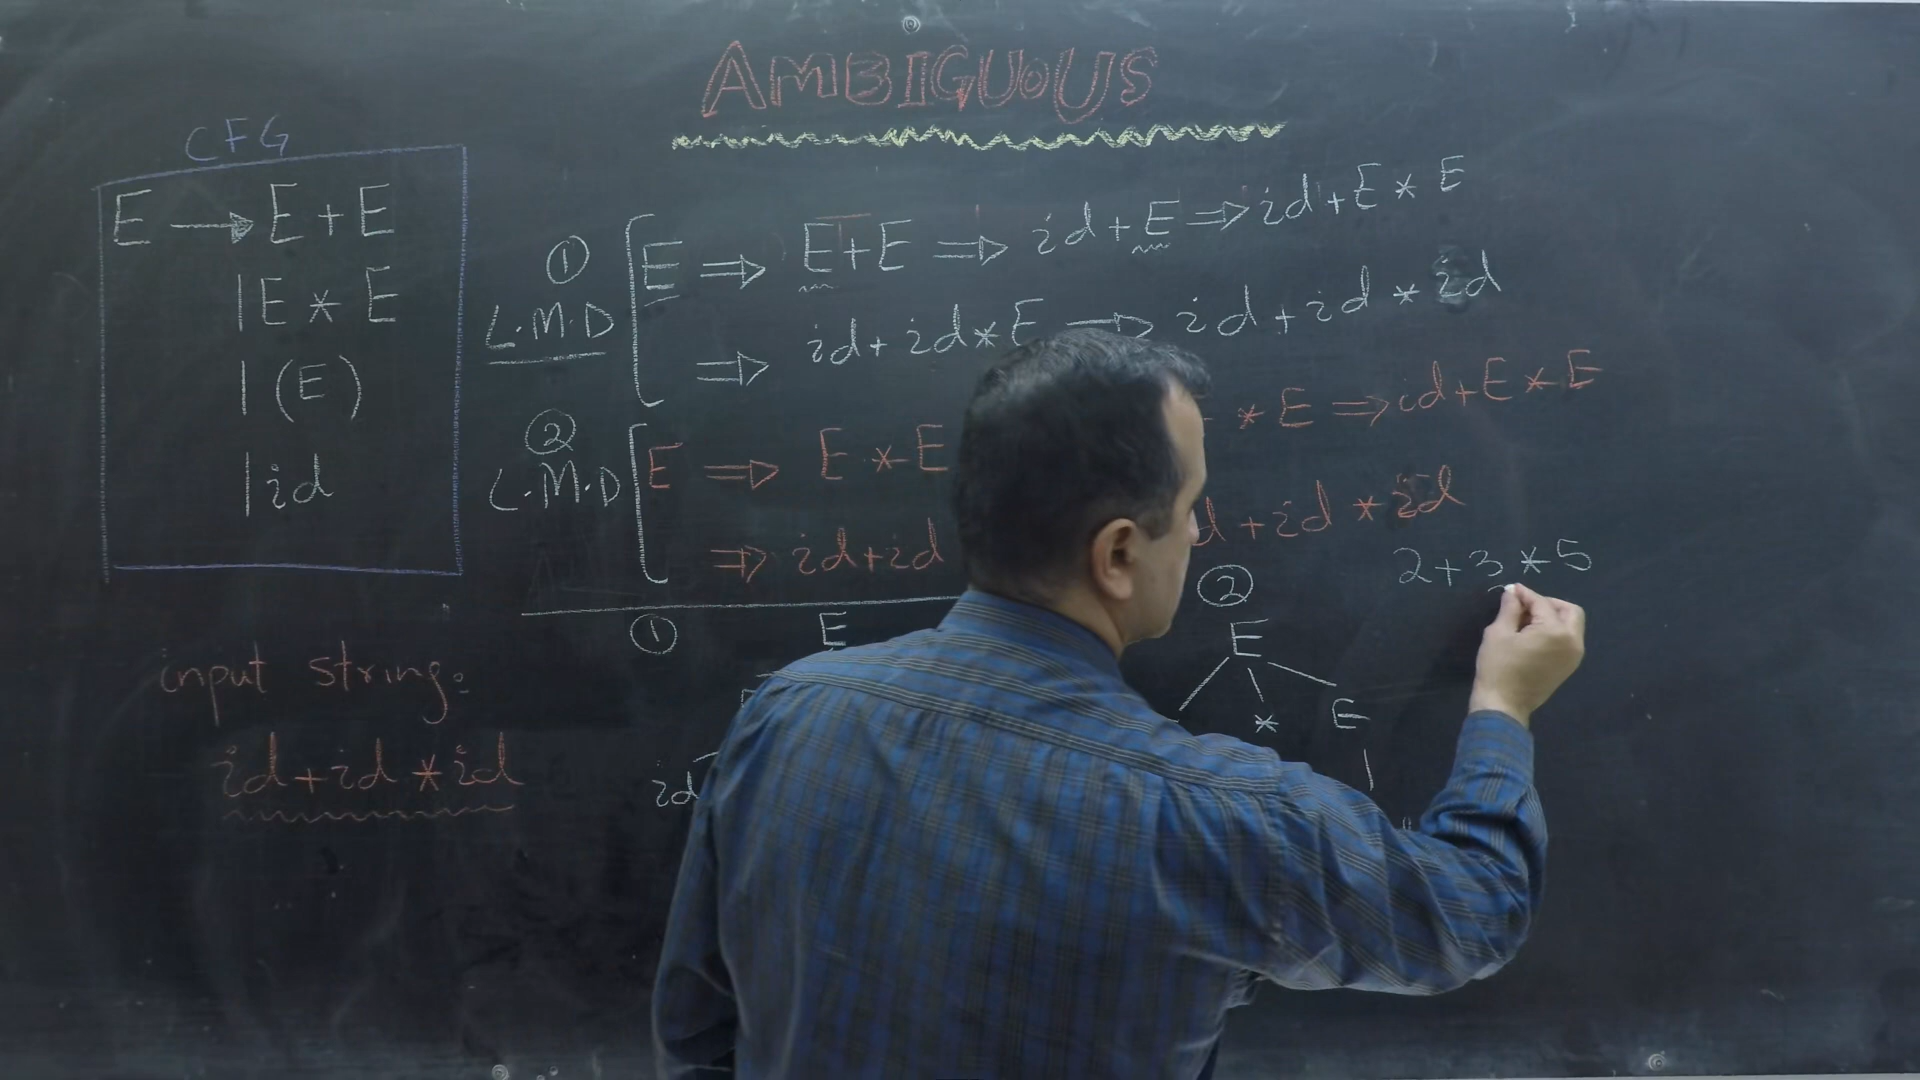 AMBIGUOUS
CFG
E → E + E
| E * E
| (E)
| id
input string:
id + id * id
①
L.M.D
E ⇒ E + E ⇒ id + E ⇒ id + E * E
⇒ id + id * E ⇒ id + id * id
②
L.M.D
E ⇒ E * E * E ⇒ id + E * E
⇒ id + id d + id * id
2 + 3 * 5
①
E
id
②
E
* E